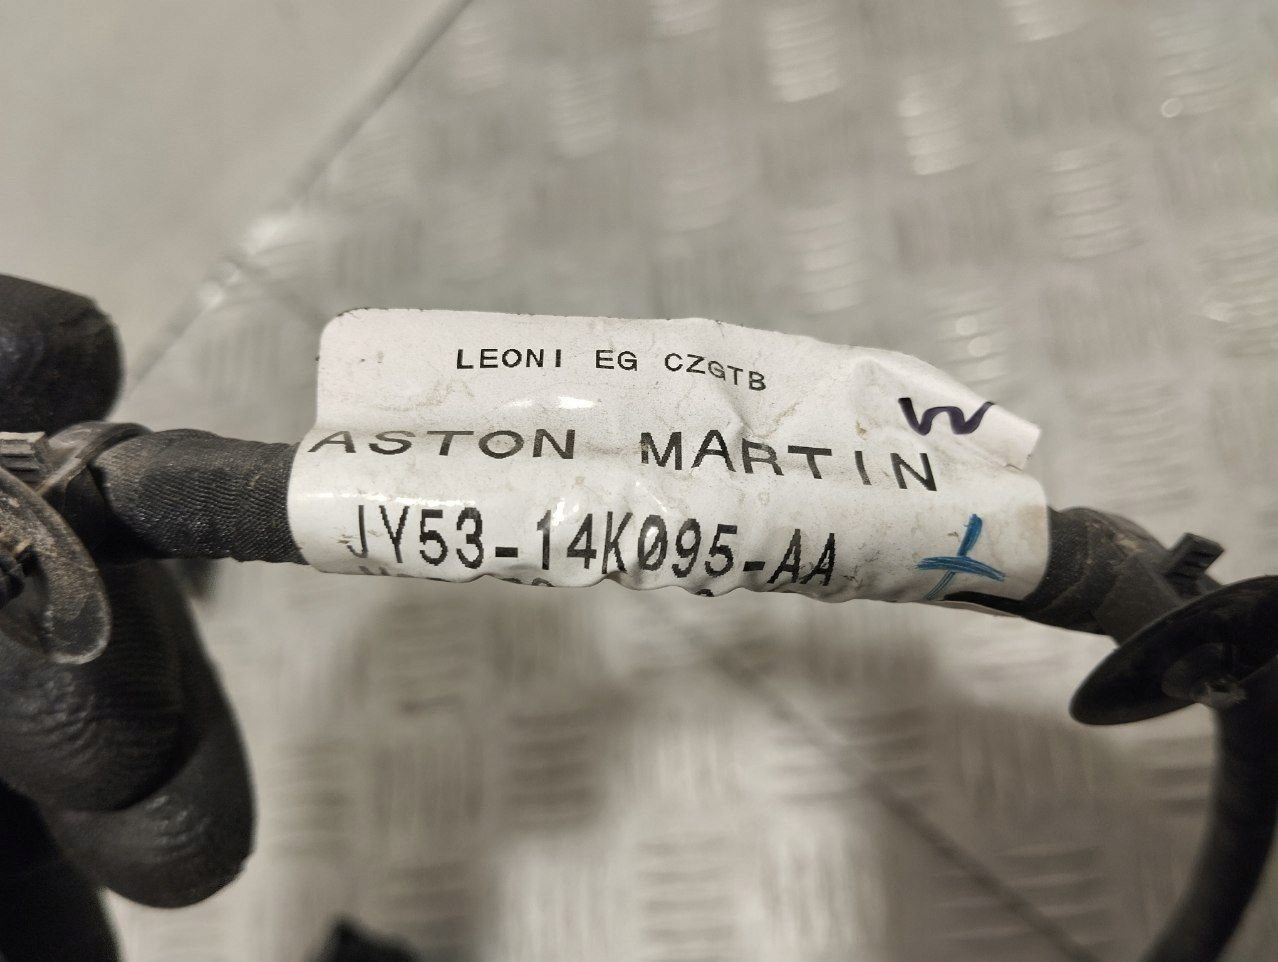 LEONI EG CZGTB
W
ASTON MARTIN
JY53-14K095-AA